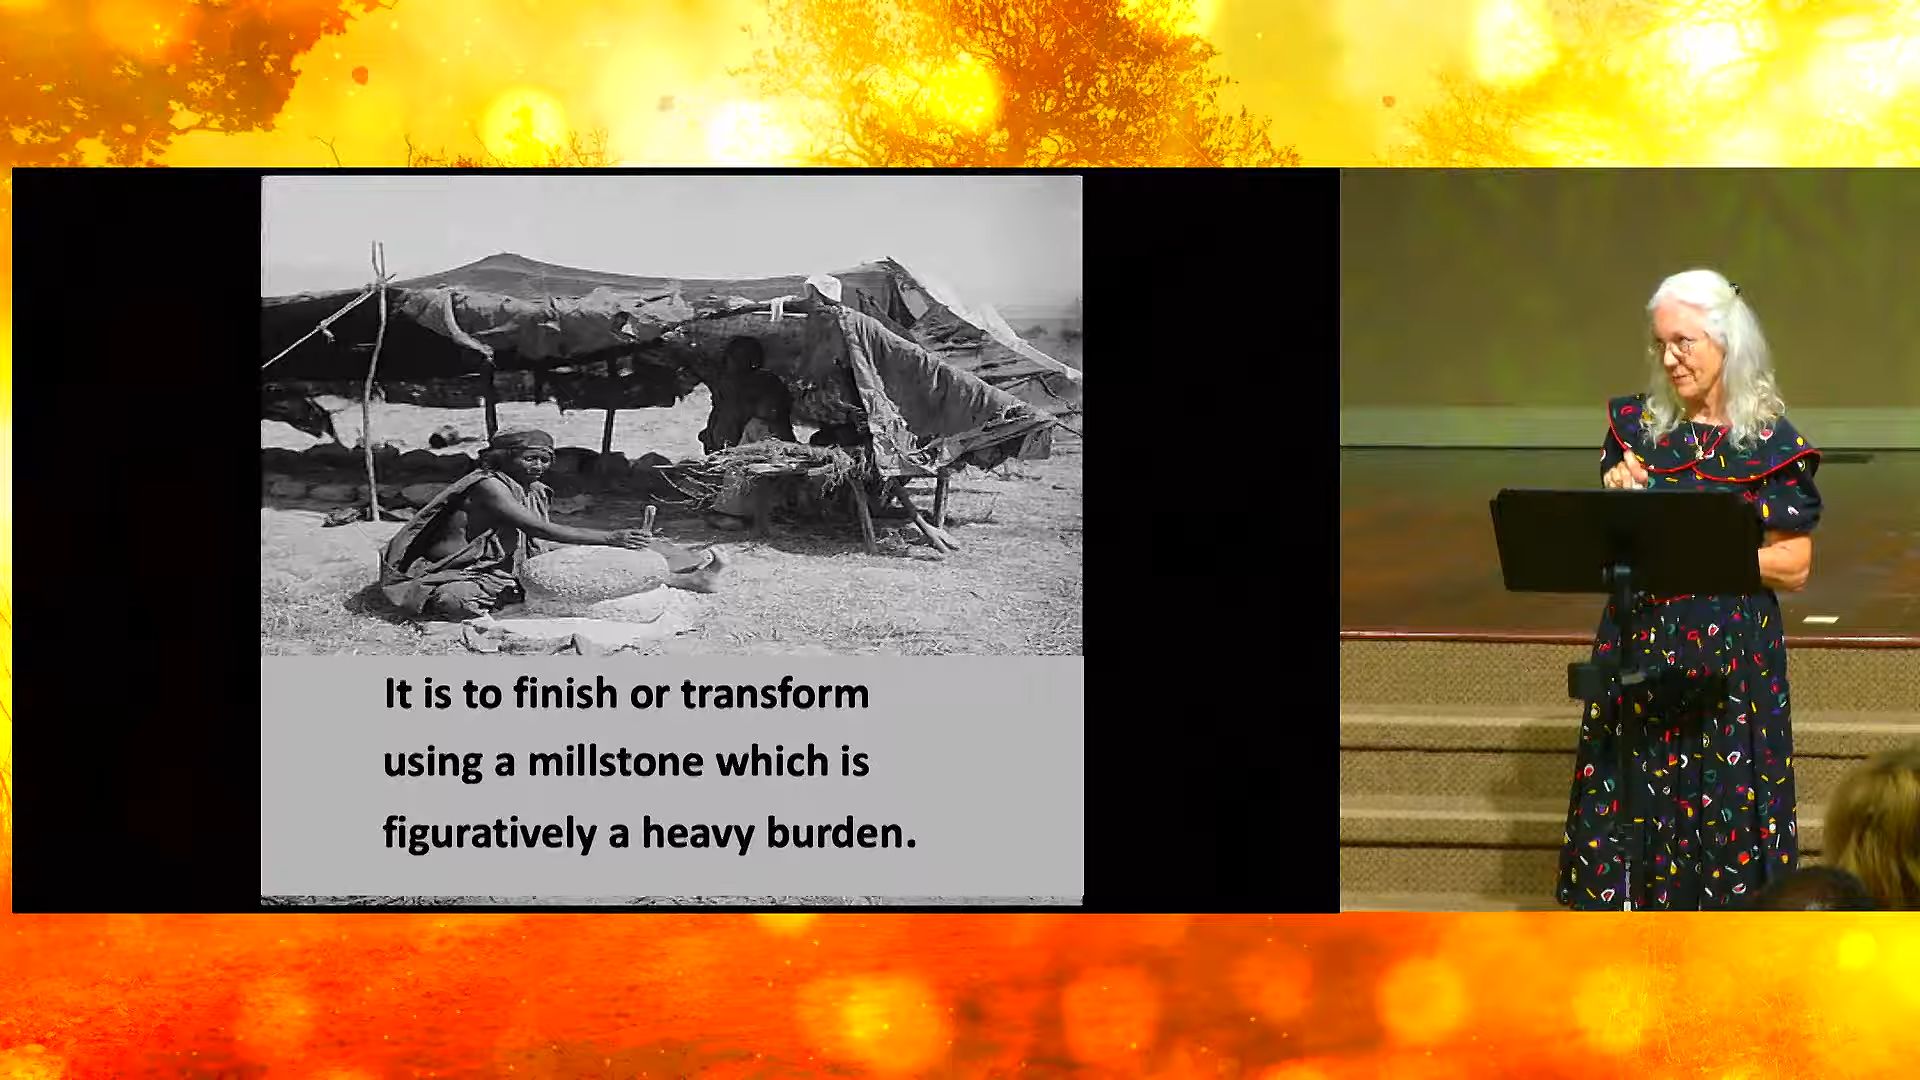 It is to finish or transform
using a millstone which is
figuratively a heavy burden.